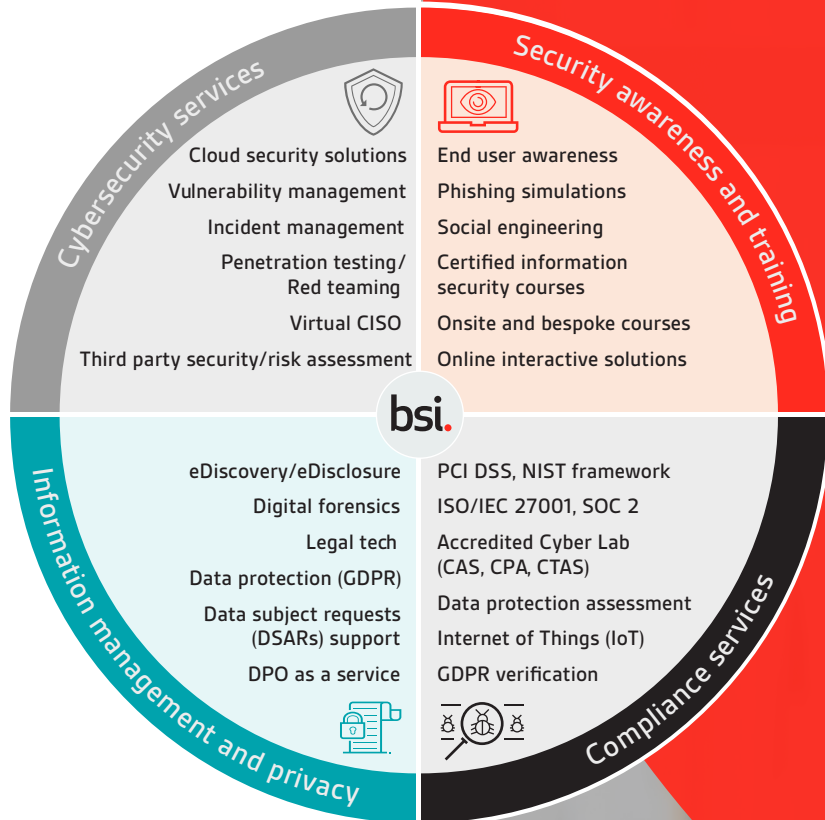 Cybersecurity services
Cloud security solutions
Vulnerability management
Incident management
Penetration testing/
Red teaming
Virtual CISO
Third party security/risk assessment
Security awareness and training
End user awareness
Phishing simulations
Social engineering
Certified information
security courses
Onsite and bespoke courses
Online interactive solutions
bsi.
Information management and privacy
eDiscovery/eDisclosure
Digital forensics
Legal tech
Data protection (GDPR)
Data subject requests
(DSARs) support
DPO as a service
Compliance services
PCI DSS, NIST framework
ISO/IEC 27001, SOC 2
Accredited Cyber Lab
(CAS, CPA, CTAS)
Data protection assessment
Internet of Things (IoT)
GDPR verification